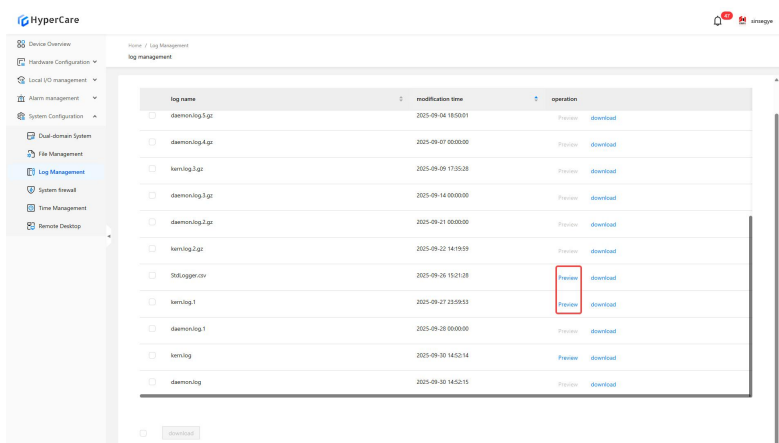 HyperCare
47
sinsegye
Device Overview
Hardware Configuration
Local I/O management
Alarm management
System Configuration
Dual-domain System
File Management
Log Management
System firewall
Time Management
Remote Desktop
Home / Log Management
log management
log name modification time operation
daemon.log.5.gz 2025-09-04 18:50:01 Preview download
daemon.log.4.gz 2025-09-07 00:00:00 Preview download
kern.log.3.gz 2025-09-09 17:35:28 Preview download
daemon.log.3.gz 2025-09-14 00:00:00 Preview download
daemon.log.2.gz 2025-09-21 00:00:00 Preview download
kern.log.2.gz 2025-09-22 14:19:59 Preview download
StdLogger.csv 2025-09-26 15:21:28 Preview download
kern.log.1 2025-09-27 23:59:53 Preview download
daemon.log.1 2025-09-28 00:00:00 Preview download
kern.log 2025-09-30 14:52:14 Preview download
daemon.log 2025-09-30 14:52:15 Preview download
download